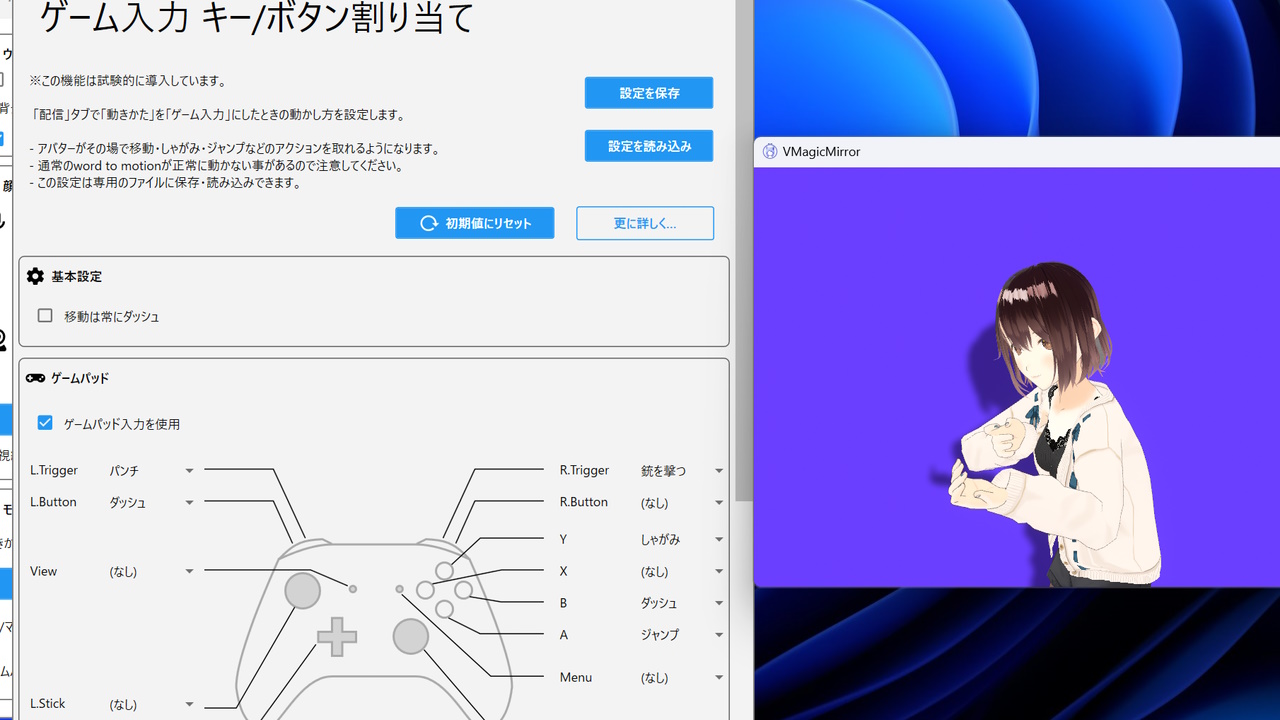 ゲーム入力 キー/ボタン割り当て
※この機能は試験的に導入しています。
「配信」タブで「動きかた」を「ゲーム入力」にしたときの動かし方を設定します。
- アバターがその場で移動・しゃがみ・ジャンプなどのアクションを取れるようになります。
- 通常のword to motionが正常に動かない事があるので注意してください。
- この設定は専用のファイルに保存・読み込みできます。
設定を保存
設定を読み込み
初期値にリセット
更に詳しく...
基本設定
移動は常にダッシュ
ゲームパッド
ゲームパッド入力を使用
L.Trigger パンチ
L.Button ダッシュ
View (なし)
L.Stick (なし)
R.Trigger 銃を撃つ
R.Button (なし)
Y しゃがみ
X (なし)
B ダッシュ
A ジャンプ
Menu (なし)
VMagicMirror